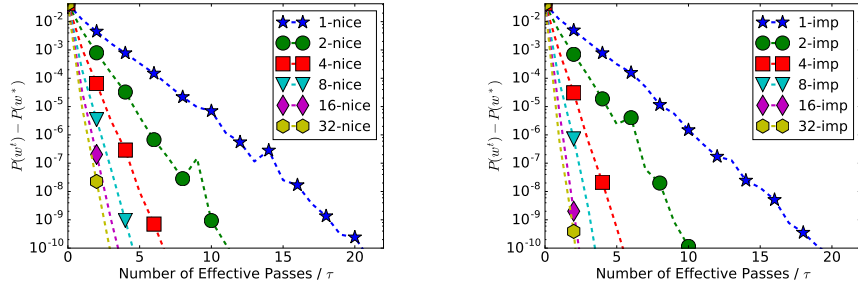 10^-2
10^-3
10^-4
10^-5
10^-6
10^-7
10^-8
10^-9
10^-10
P(w^t) − P(w^*)
0 5 10 15 20
Number of Effective Passes / τ
1-nice
2-nice
4-nice
8-nice
16-nice
32-nice
10^-2
10^-3
10^-4
10^-5
10^-6
10^-7
10^-8
10^-9
10^-10
P(w^t) − P(w^*)
0 5 10 15 20
Number of Effective Passes / τ
1-imp
2-imp
4-imp
8-imp
16-imp
32-imp